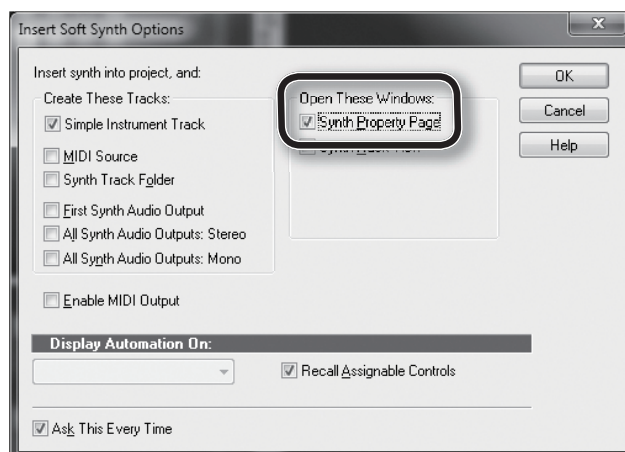 Insert Soft Synth Options
Insert synth into project, and:
Create These Tracks:
Simple Instrument Track
MIDI Source
Synth Track Folder
First Synth Audio Output
All Synth Audio Outputs: Stereo
All Synth Audio Outputs: Mono
Enable MIDI Output
Open These Windows:
Synth Property Page
OK
Cancel
Help
Display Automation On:
Recall Assignable Controls
Ask This Every Time